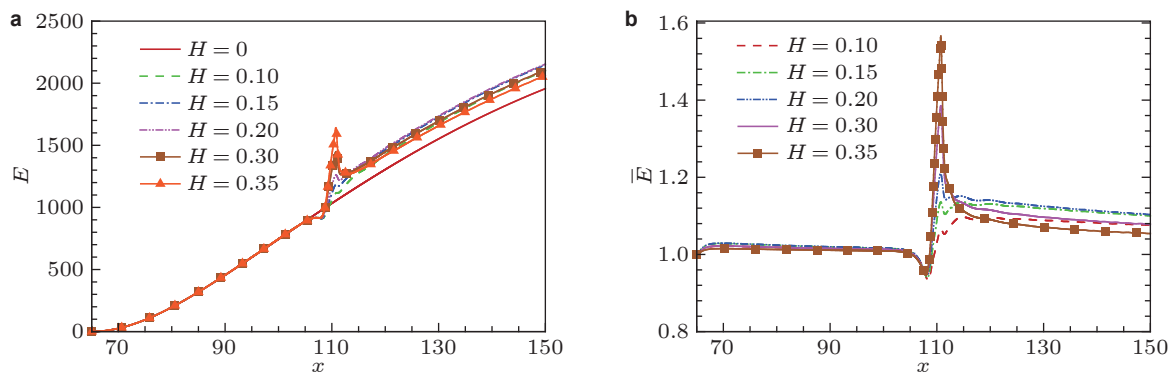 a
2500
2000
1500
1000
500
0
E
H = 0
H = 0.10
H = 0.15
H = 0.20
H = 0.30
H = 0.35
70 90 110 130 150
x
b
1.6
1.4
1.2
1.0
0.8
E̅
H = 0.10
H = 0.15
H = 0.20
H = 0.30
H = 0.35
70 90 110 130 150
x